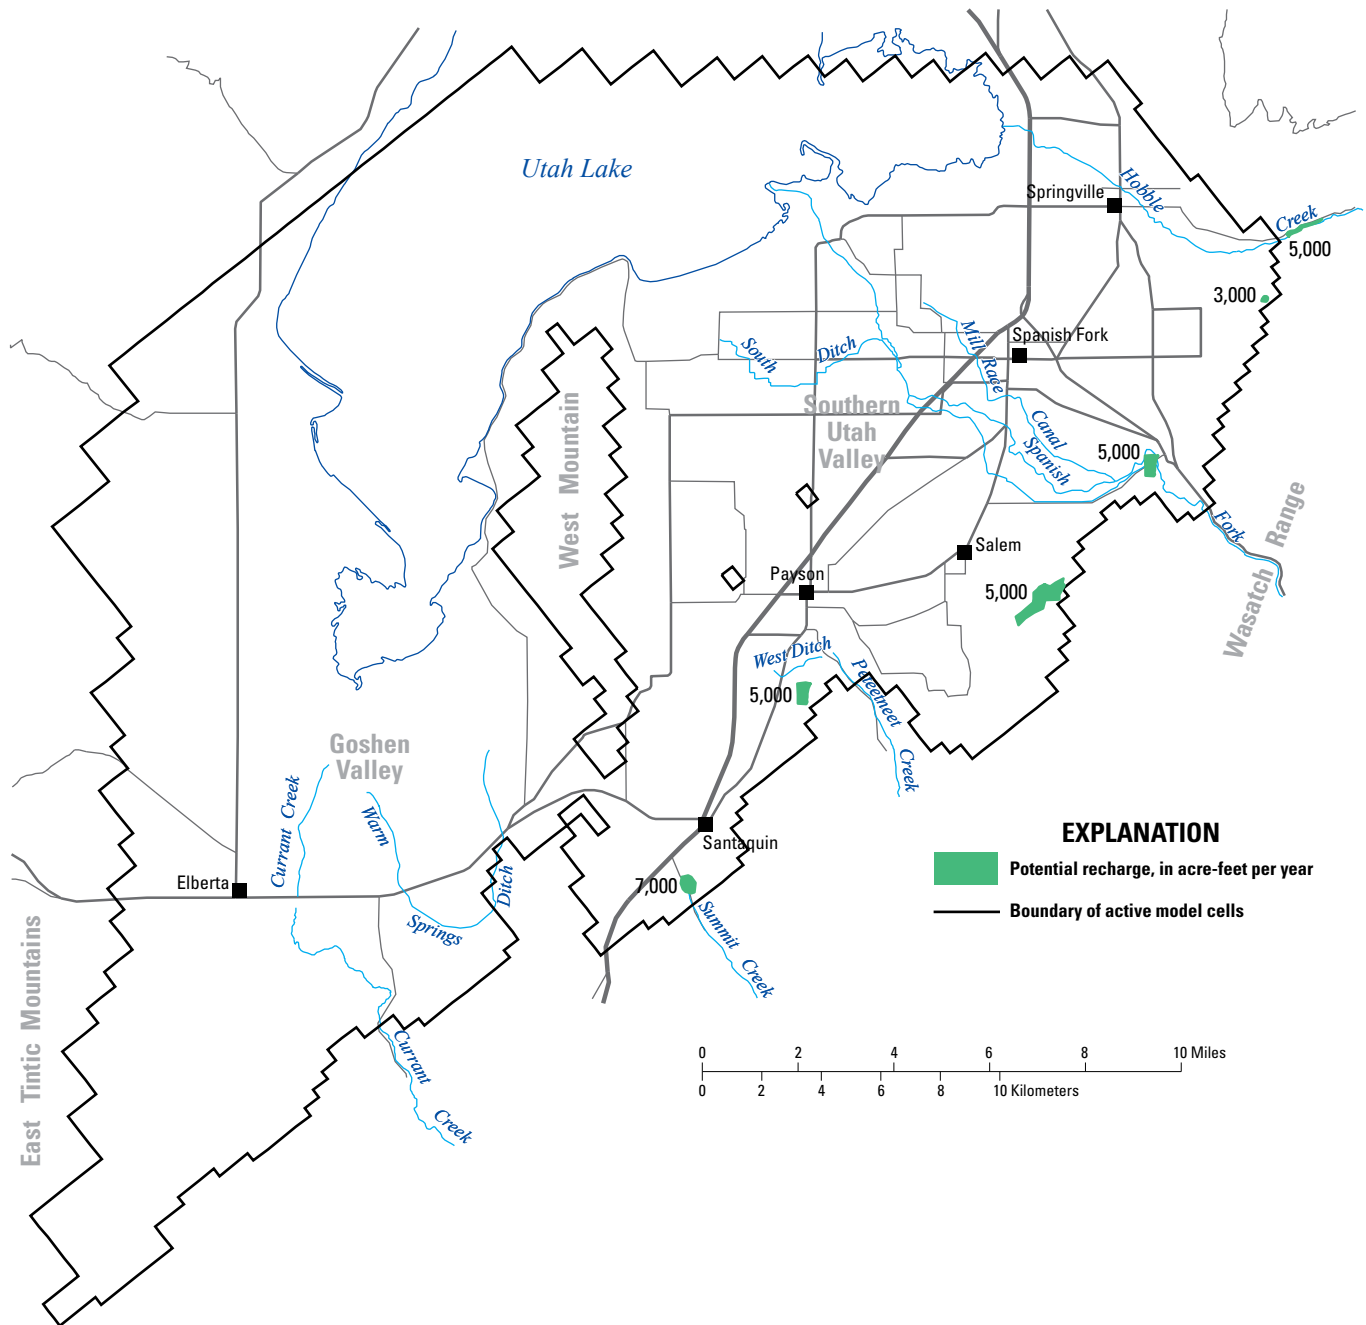 Utah Lake
Springville
Hobble
Creek
5,000
3,000
Spanish Fork
Mill Race
Canal
South
Ditch
Southern
Utah
Valley
Spanish
Fork
5,000
West Mountain
Wasatch Range
Salem
Payson
5,000
West Ditch
Peteetneet
Creek
5,000
Goshen
Valley
Currant Creek
Warm
Springs
Ditch
Santaquin
Elberta
7,000
Summit Creek
East Tintic Mountains
Currant
Creek
EXPLANATION
Potential recharge, in acre-feet per year
Boundary of active model cells
0 2 4 6 8 10 Miles
0 2 4 6 8 10 Kilometers